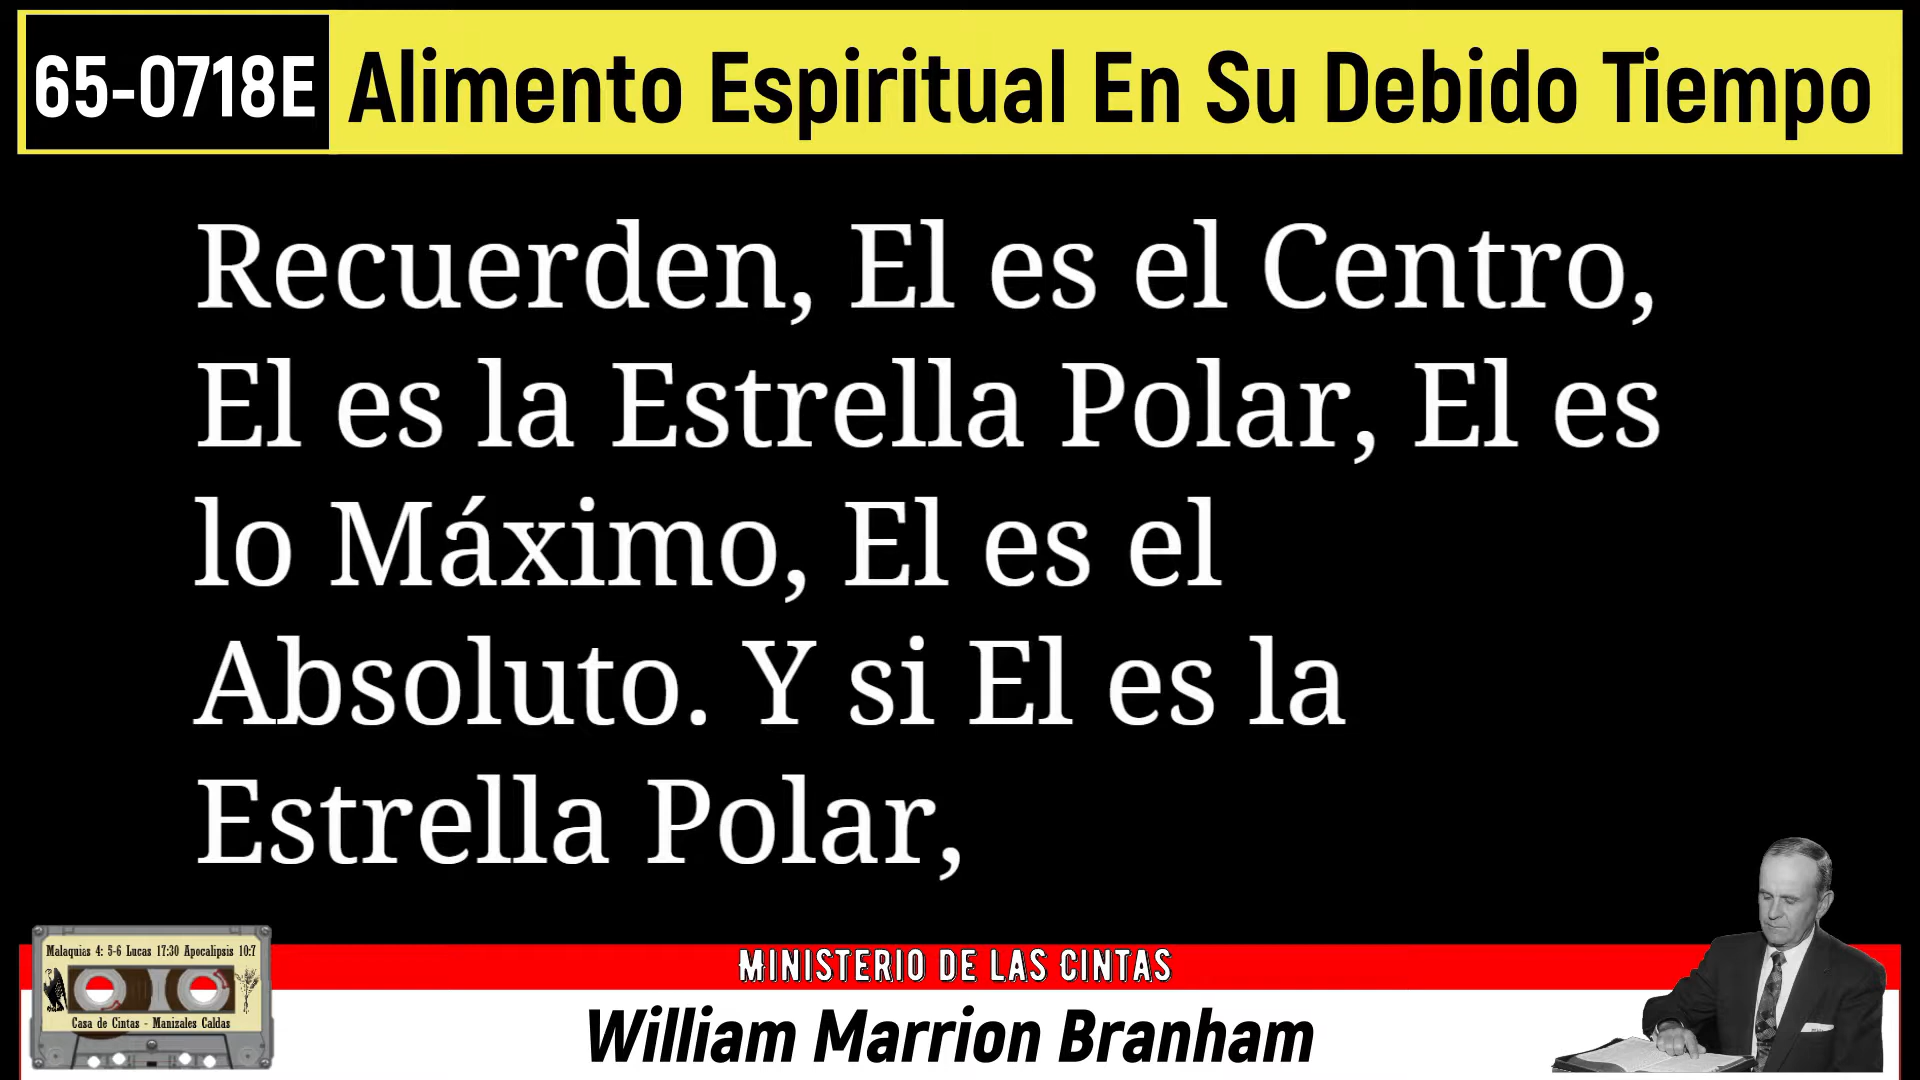 65-0718E Alimento Espiritual En Su Debido Tiempo
Recuerden, El es el Centro,
El es la Estrella Polar, El es
lo Máximo, El es el
Absoluto. Y si El es la
Estrella Polar,
Malaquias 4: 5-6 Lucas 17:30 Apocalipsis 10:7
Casa de Cintas - Manizales Caldas
MINISTERIO DE LAS CINTAS
William Marrion Branham